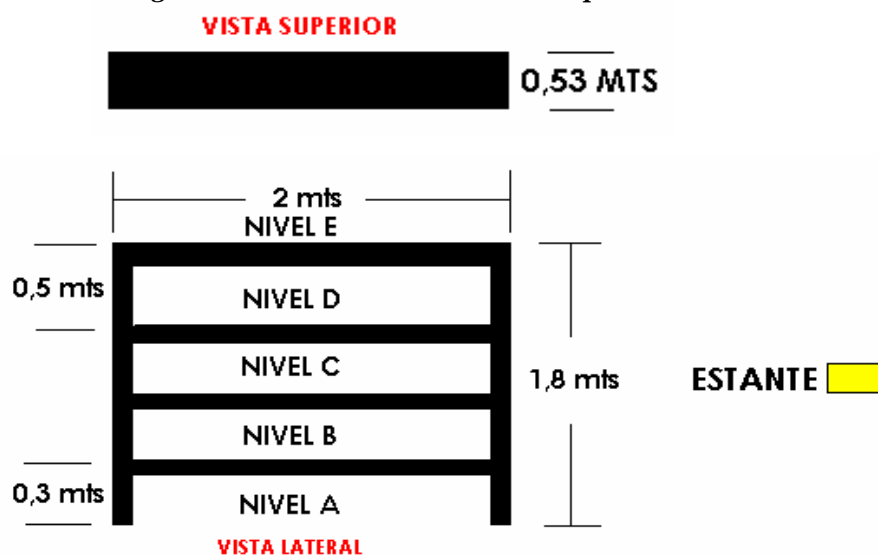 VISTA SUPERIOR
0,53 MTS
2 mts
NIVEL E
0,5 mts
NIVEL D
NIVEL C
1,8 mts
ESTANTE
NIVEL B
0,3 mts
NIVEL A
VISTA LATERAL